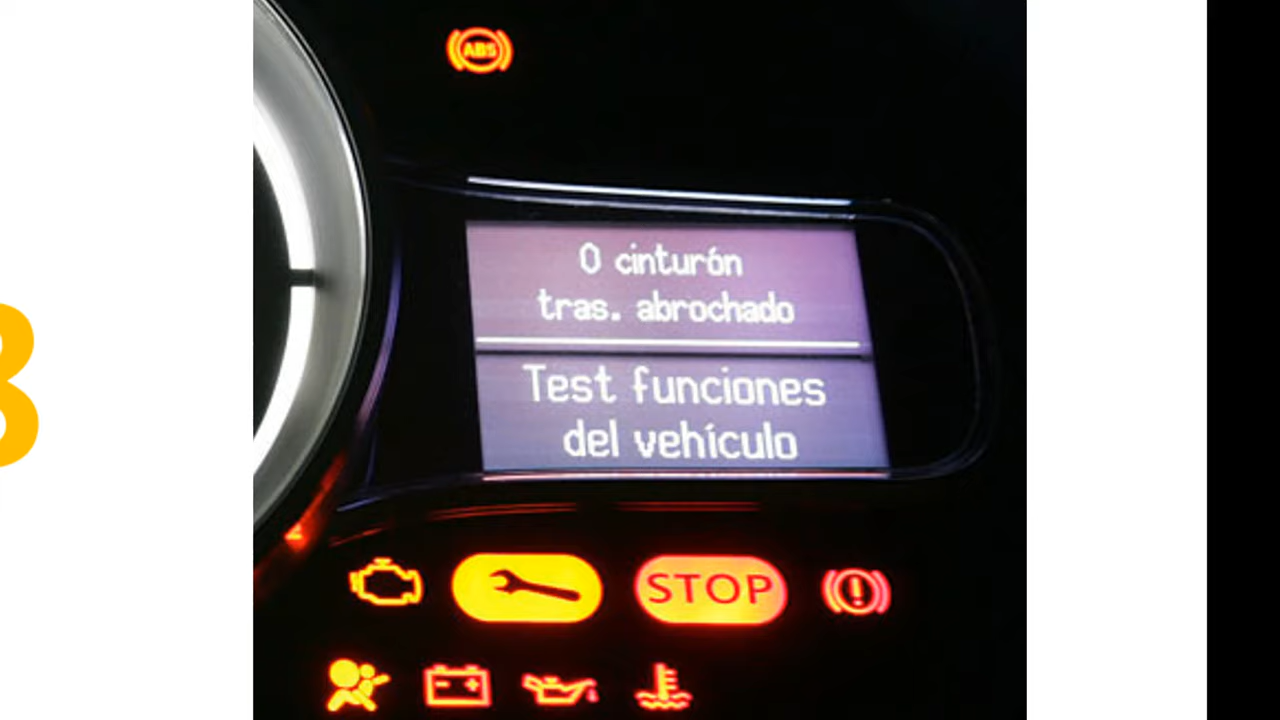 ABS
0 cinturón
tras. abrochado
Test funciones
del vehículo
STOP